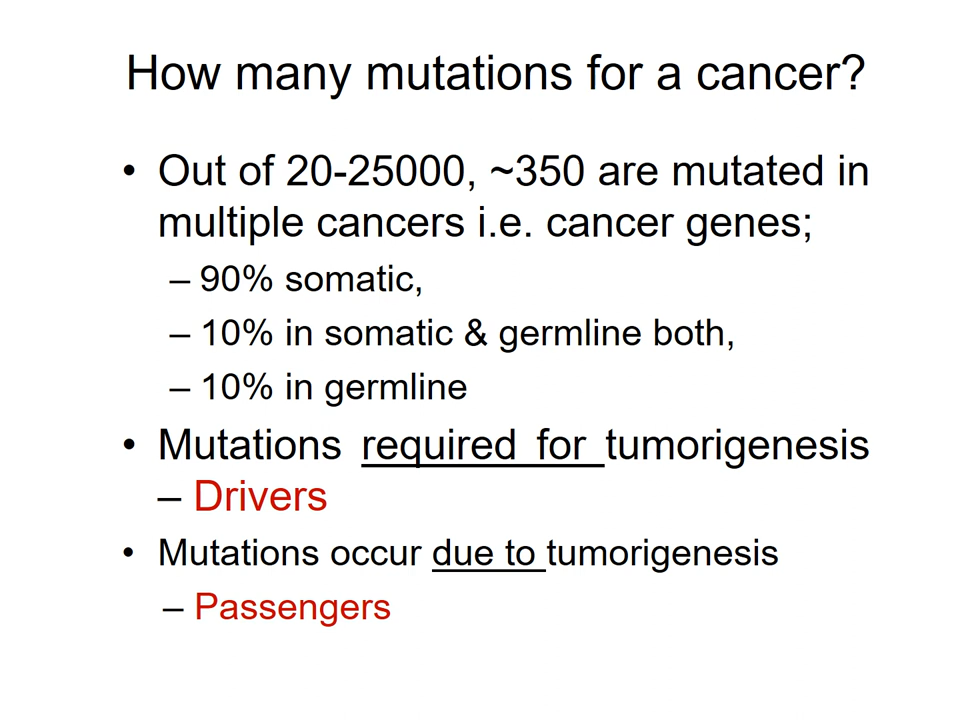 How many mutations for a cancer?
• Out of 20-25000, ~350 are mutated in
multiple cancers i.e. cancer genes;
– 90% somatic,
– 10% in somatic & germline both,
– 10% in germline
• Mutations required for tumorigenesis
– Drivers
• Mutations occur due to tumorigenesis
– Passengers